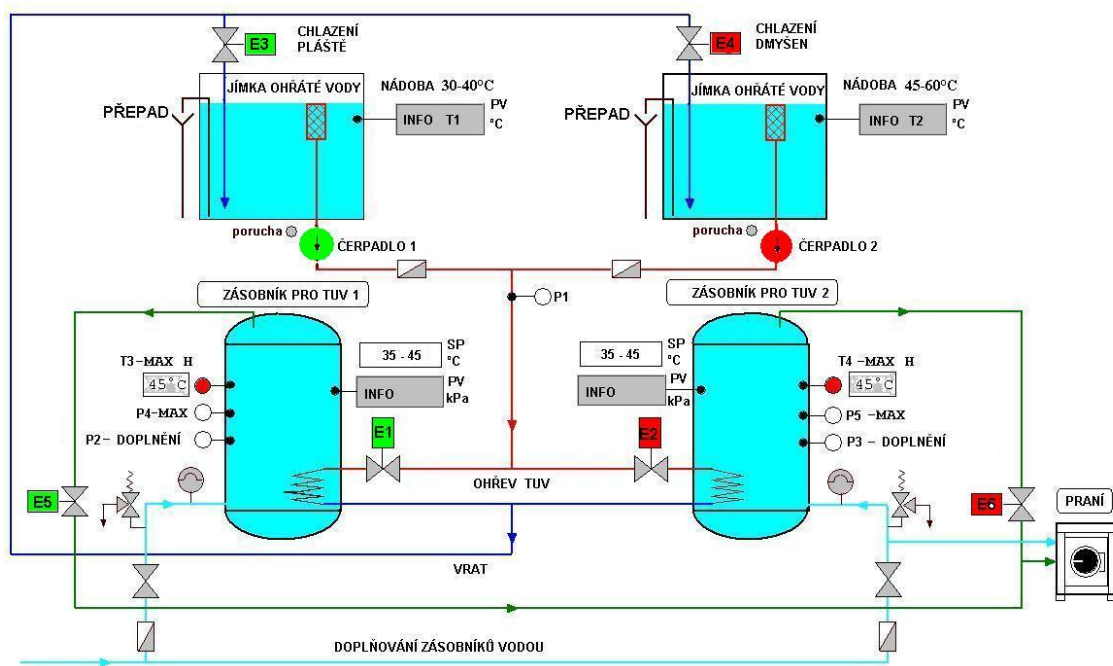 E3
CHLAZENÍ
PLÁŠTĚ
E4
CHLAZENÍ
DMYŠEN
JÍMKA OHŘÁTÉ VODY
NÁDOBA 30-40°C
PŘEPAD
INFO T1
PV
°C
JÍMKA OHŘÁTÉ VODY
NÁDOBA 45-60°C
PŘEPAD
INFO T2
PV
°C
porucha
ČERPADLO 1
porucha
ČERPADLO 2
ZÁSOBNÍK PRO TUV 1
P1
ZÁSOBNÍK PRO TUV 2
T3-MAX H
45°C
P4-MAX
P2- DOPLNĚNÍ
35 - 45
SP
°C
INFO
PV
kPa
35 - 45
SP
°C
INFO
PV
kPa
T4-MAX H
45°C
P5 -MAX
P3 - DOPLNĚNÍ
E1
E2
OHŘEV TUV
E5
E6
PRANÍ
VRAT
DOPLŇOVÁNÍ ZÁSOBNÍKŮ VODOU